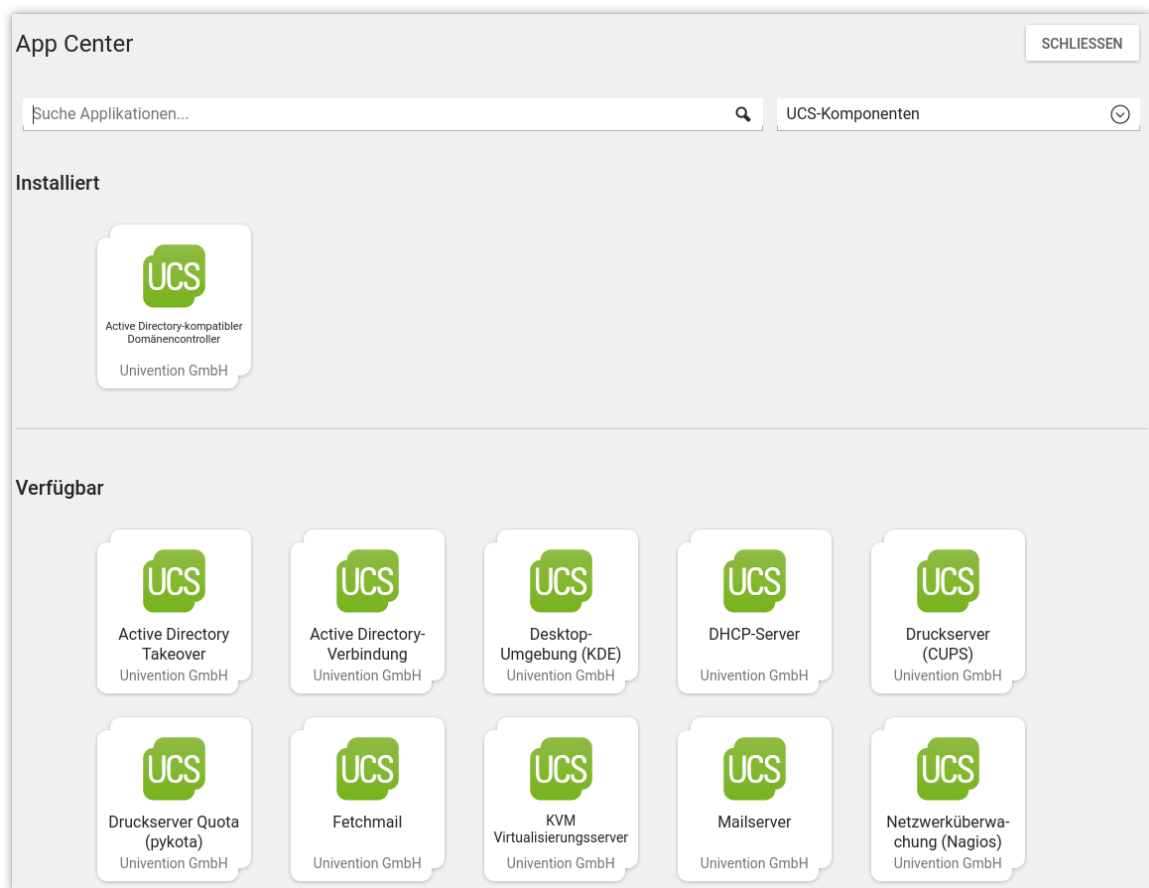 App Center
SCHLIESSEN
Suche Applikationen...
UCS-Komponenten
Installiert
UCS
Active Directory-kompatibler
Domänencontroller
Univention GmbH
Verfügbar
UCS
Active Directory
Takeover
Univention GmbH
UCS
Active Directory-
Verbindung
Univention GmbH
UCS
Desktop-
Umgebung (KDE)
Univention GmbH
UCS
DHCP-Server
Univention GmbH
UCS
Druckserver
(CUPS)
Univention GmbH
UCS
Druckserver Quota
(pykota)
Univention GmbH
UCS
Fetchmail
Univention GmbH
UCS
KVM
Virtualisierungsserver
Univention GmbH
UCS
Mailserver
Univention GmbH
UCS
Netzwerküberwa-
chung (Nagios)
Univention GmbH